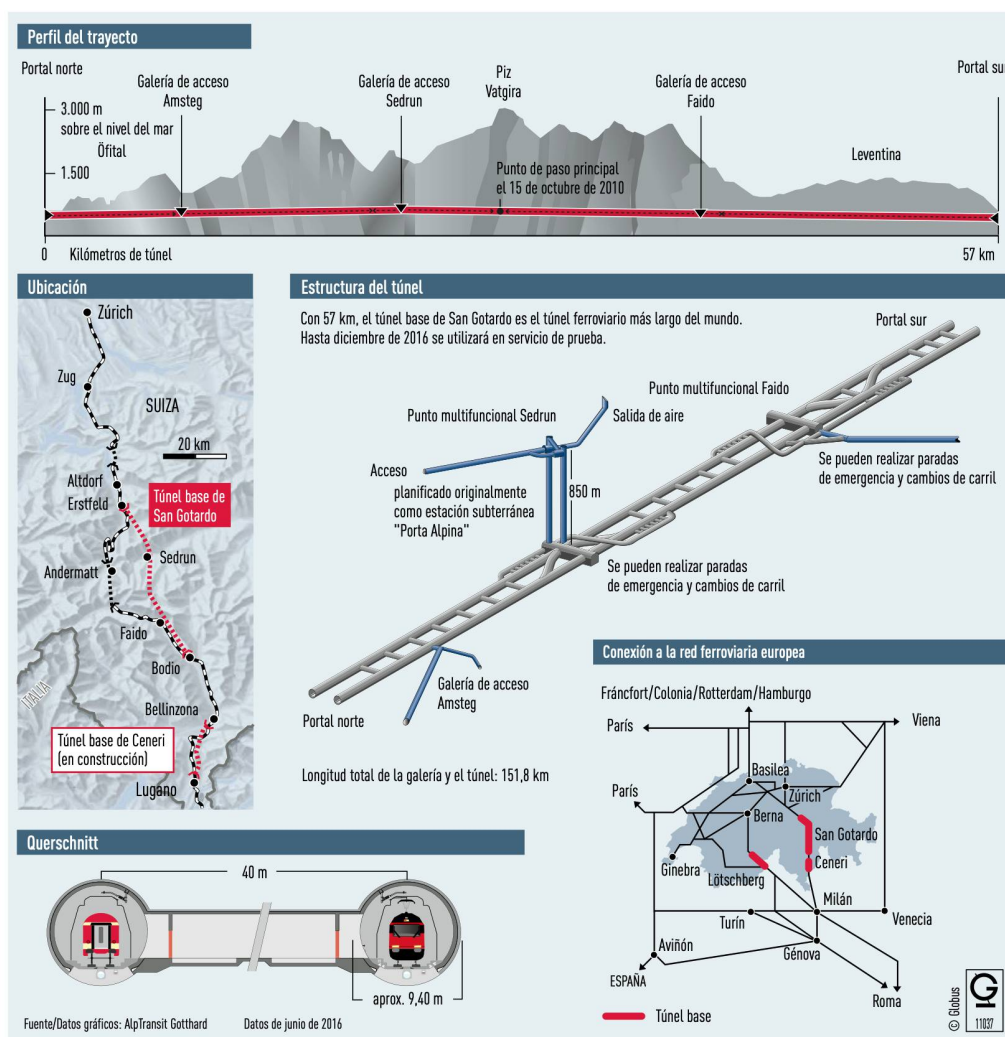 Perfil del trayecto
Portal norte
Galería de acceso
Amsteg
Galería de acceso
Sedrun
Piz
Vatgira
Galería de acceso
Faido
Portal sur
3.000 m
sobre el nivel del mar
Öfital
1.500
Punto de paso principal
el 15 de octubre de 2010
Leventina
0
Kilómetros de túnel
57 km
Ubicación
Zúrich
Zug
SUIZA
20 km
Altdorf
Erstfeld
Túnel base de
San Gotardo
Sedrun
Andermatt
Faido
Bodio
ITALIA
Bellinzona
Túnel base de Ceneri
(en construcción)
Lugano
Estructura del túnel
Con 57 km, el túnel base de San Gotardo es el túnel ferroviario más largo del mundo.
Hasta diciembre de 2016 se utilizará en servicio de prueba.
Portal sur
Punto multifuncional Faido
Punto multifuncional Sedrun
Salida de aire
Acceso
planificado originalmente
como estación subterránea
"Porta Alpina"
850 m
Se pueden realizar paradas
de emergencia y cambios de carril
Se pueden realizar paradas
de emergencia y cambios de carril
Galería de acceso
Amsteg
Portal norte
Longitud total de la galería y el túnel: 151,8 km
Querschnitt
40 m
aprox. 9,40 m
Fuente/Datos gráficos: AlpTransit Gotthard
Datos de junio de 2016
Conexión a la red ferroviaria europea
Fráncfort/Colonia/Rotterdam/Hamburgo
París
Viena
Basilea
París
Zúrich
Berna
San Gotardo
Ginebra
Lötschberg
Ceneri
Milán
Turín
Venecia
Aviñón
Génova
ESPAÑA
Roma
Túnel base
© Globus
G
11037